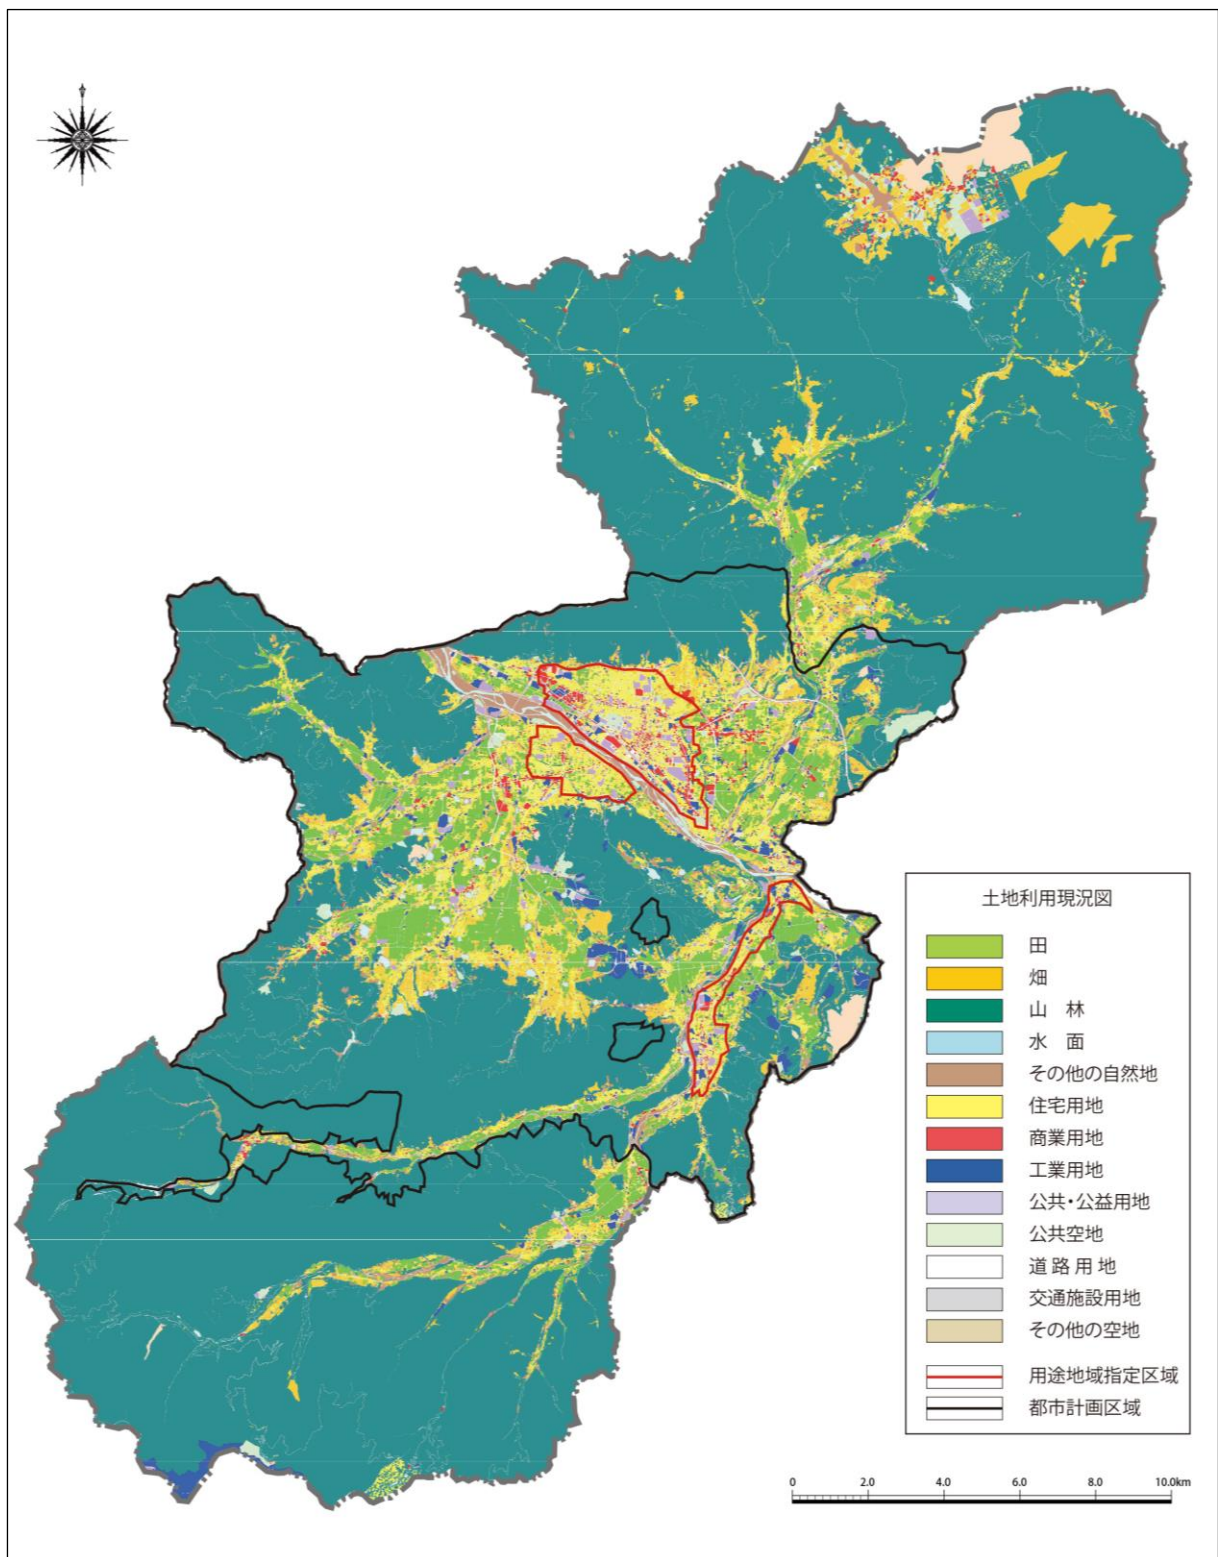 土地利用現況図
田
畑
山 林
水 面
その他の自然地
住宅用地
商業用地
工業用地
公共・公益用地
公共空地
道 路 用 地
交通施設用地
その他の空地
用途地域指定区域
都市計画区域
0 2.0 4.0 6.0 8.0 10.0km